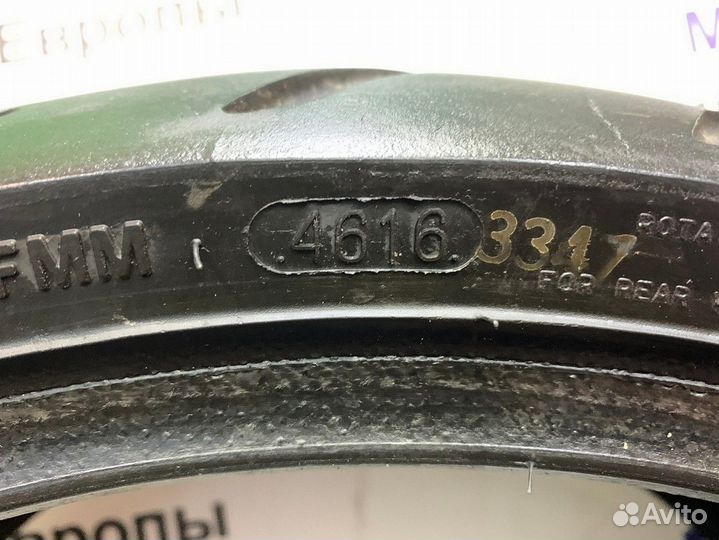 Европы
М
FMM
.4616.
3347
ROTA
FOR REAR
Европы
Avito